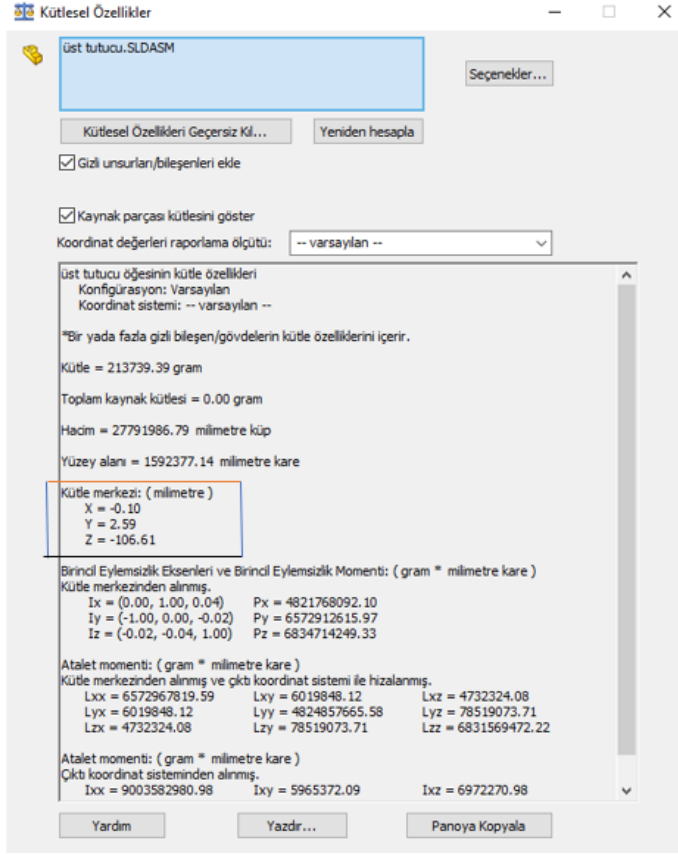 Kütlesel Özellikler
üst tutucu.SLDASM
Seçenekler...
Kütlesel Özellikleri Geçersiz Kıl...
Yeniden hesapla
Gizli unsurları/bileşenleri ekle
Kaynak parçası kütlesini göster
Koordinat değerleri raporlama ölçütü:
-- varsayılan --
üst tutucu öğesinin kütle özellikleri
Konfigürasyon: Varsayılan
Koordinat sistemi: -- varsayılan --
*Bir yada fazla gizli bileşen/gövdelerin kütle özelliklerini içerir.
Kütle = 213739.39 gram
Toplam kaynak kütlesi = 0.00 gram
Hacim = 27791986.79 milimetre küp
Yüzey alanı = 1592377.14 milimetre kare
Kütle merkezi: ( milimetre )
X = -0.10
Y = 2.59
Z = -106.61
Birincil Eylemsizlik Eksenleri ve Birincil Eylemsizlik Momenti: ( gram * milimetre kare )
Kütle merkezinden alınmış.
Ix = (0.00, 1.00, 0.04) Px = 4821768092.10
Iy = (-1.00, 0.00, -0.02) Py = 6572912615.97
Iz = (-0.02, -0.04, 1.00) Pz = 6834714249.33
Atalet momenti: ( gram * milimetre kare )
Kütle merkezinden alınmış ve çıktı koordinat sistemi ile hizalanmış.
Lxx = 6572967819.59 Lxy = 6019848.12 Lxz = 4732324.08
Lyx = 6019848.12 Lyy = 4824857665.58 Lyz = 78519073.71
Lzx = 4732324.08 Lzy = 78519073.71 Lzz = 6831569472.22
Atalet momenti: ( gram * milimetre kare )
Çıktı koordinat sisteminden alınmış.
Ixx = 9003582980.98 Ixy = 5965372.09 Ixz = 6972270.98
Yardım
Yazdır...
Panoya Kopyala